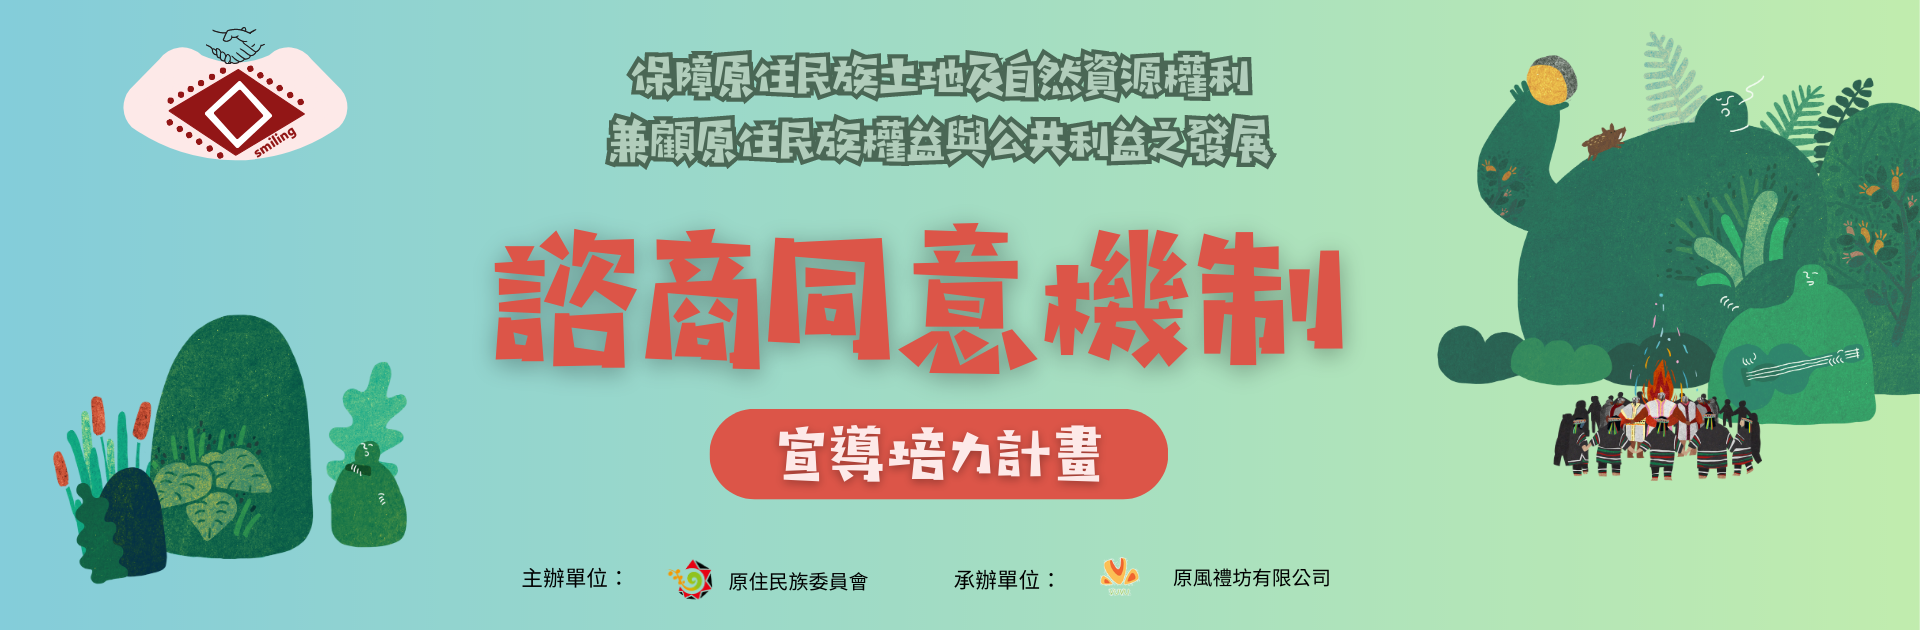 smiling
保障原住民族土地及自然資源權利
兼顧原住民族權益與公共利益之發展
諮商同意機制
宣導培力計畫
主辦單位： 原住民族委員會 承辦單位： 原風禮坊有限公司